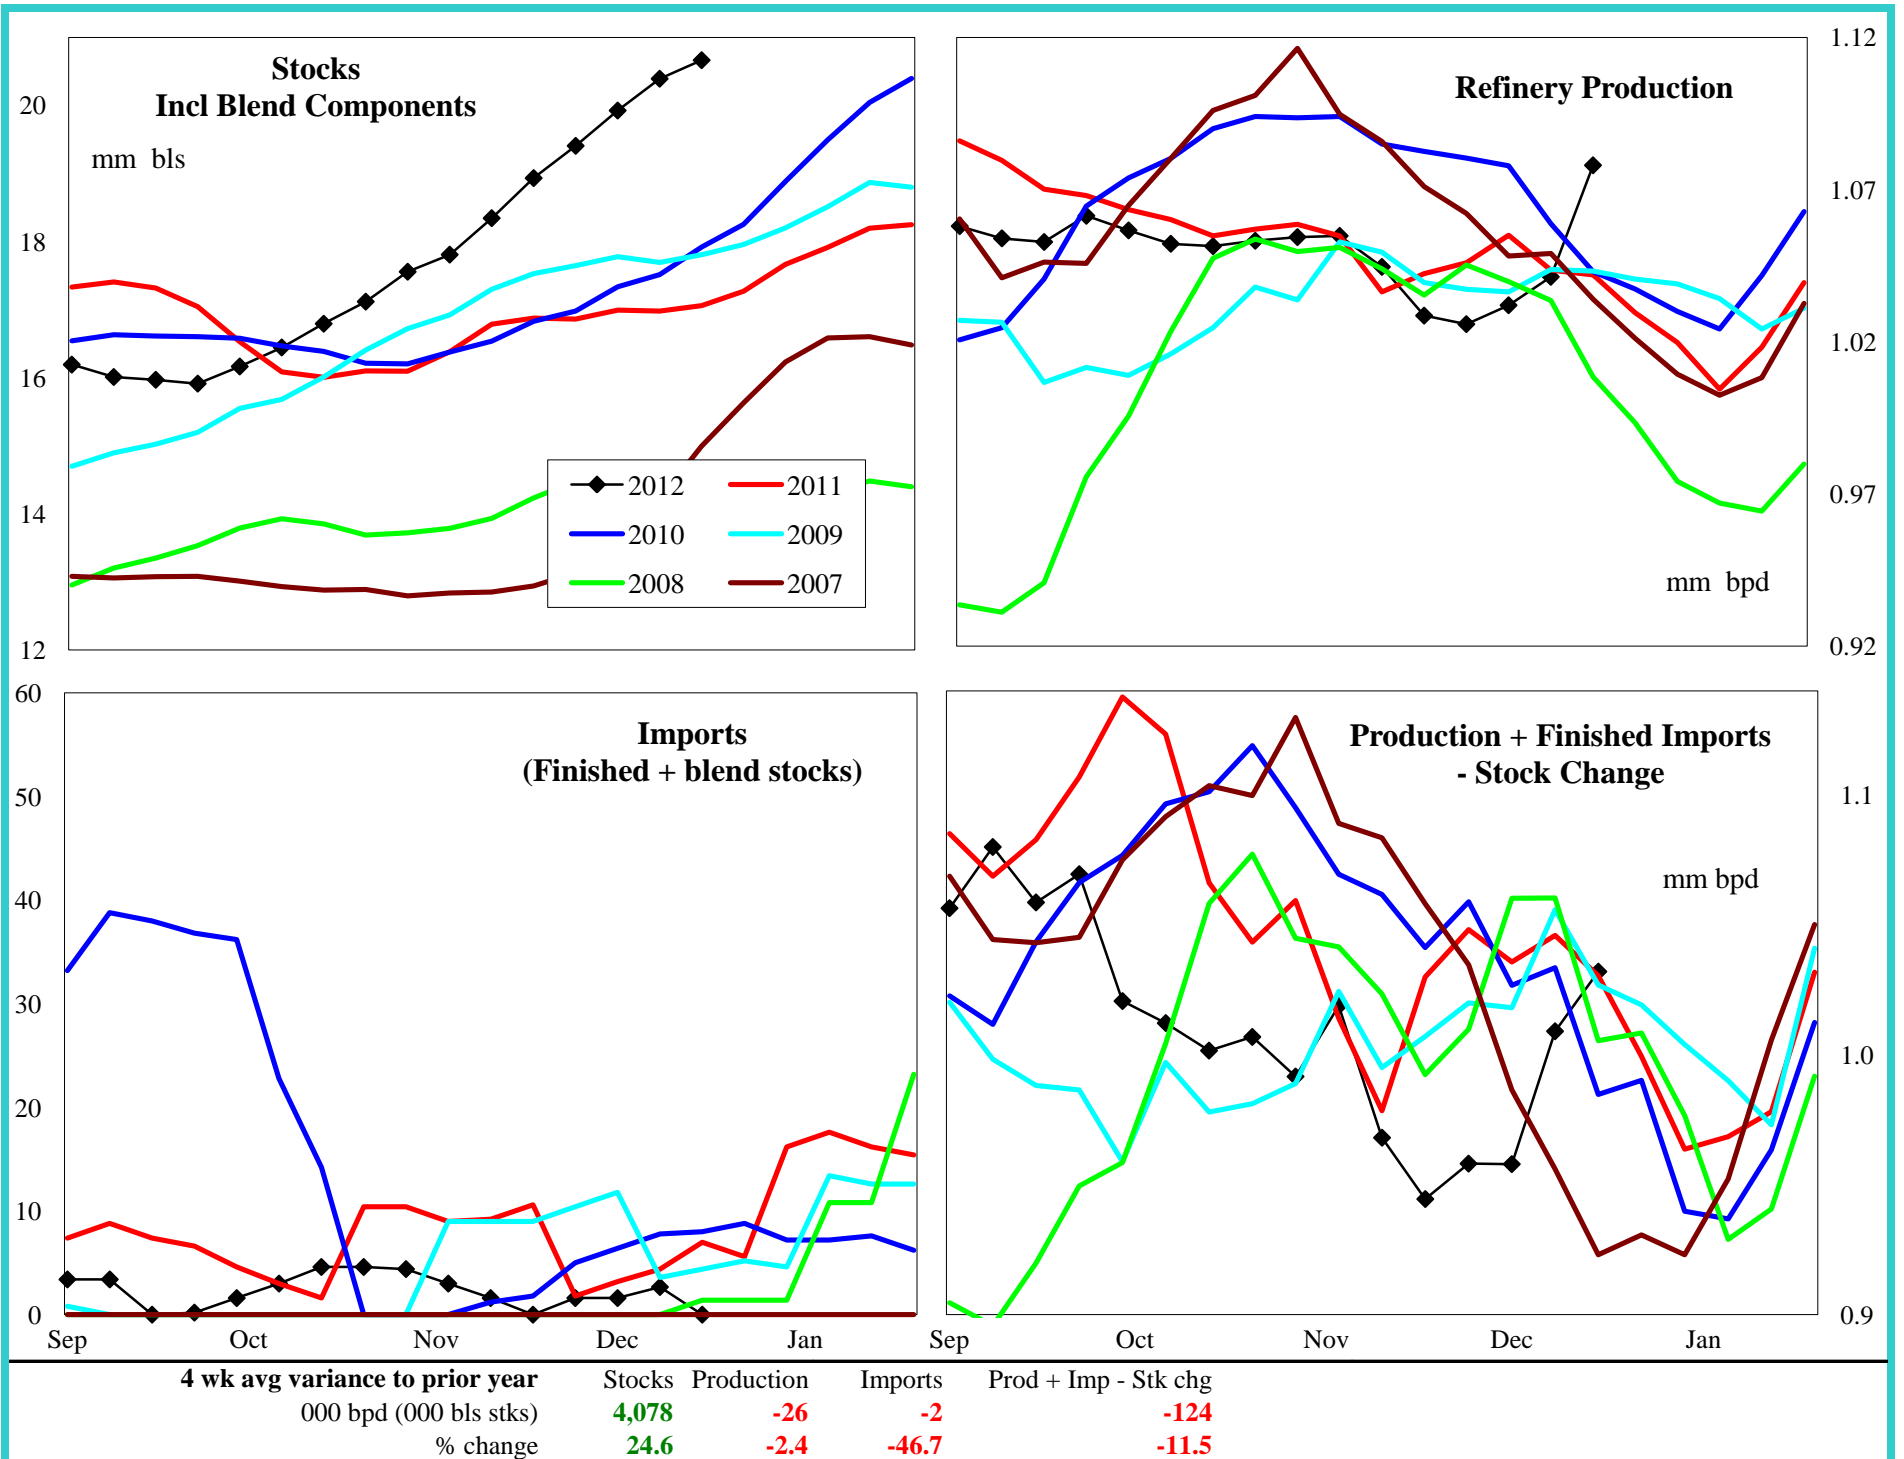 Stocks
Incl Blend Components
mm bls
20
18
16
14
12
2012 2011
2010 2009
2008 2007
Refinery Production
mm bpd
1.12
1.07
1.02
0.97
0.92
Imports
(Finished + blend stocks)
60
50
40
30
20
10
0
Sep Oct Nov Dec Jan
Production + Finished Imports
- Stock Change
mm bpd
1.1
1.0
0.9
Sep Oct Nov Dec Jan
4 wk avg variance to prior year Stocks Production Imports Prod + Imp - Stk chg
000 bpd (000 bls stks) 4,078 -26 -2 -124
% change 24.6 -2.4 -46.7 -11.5